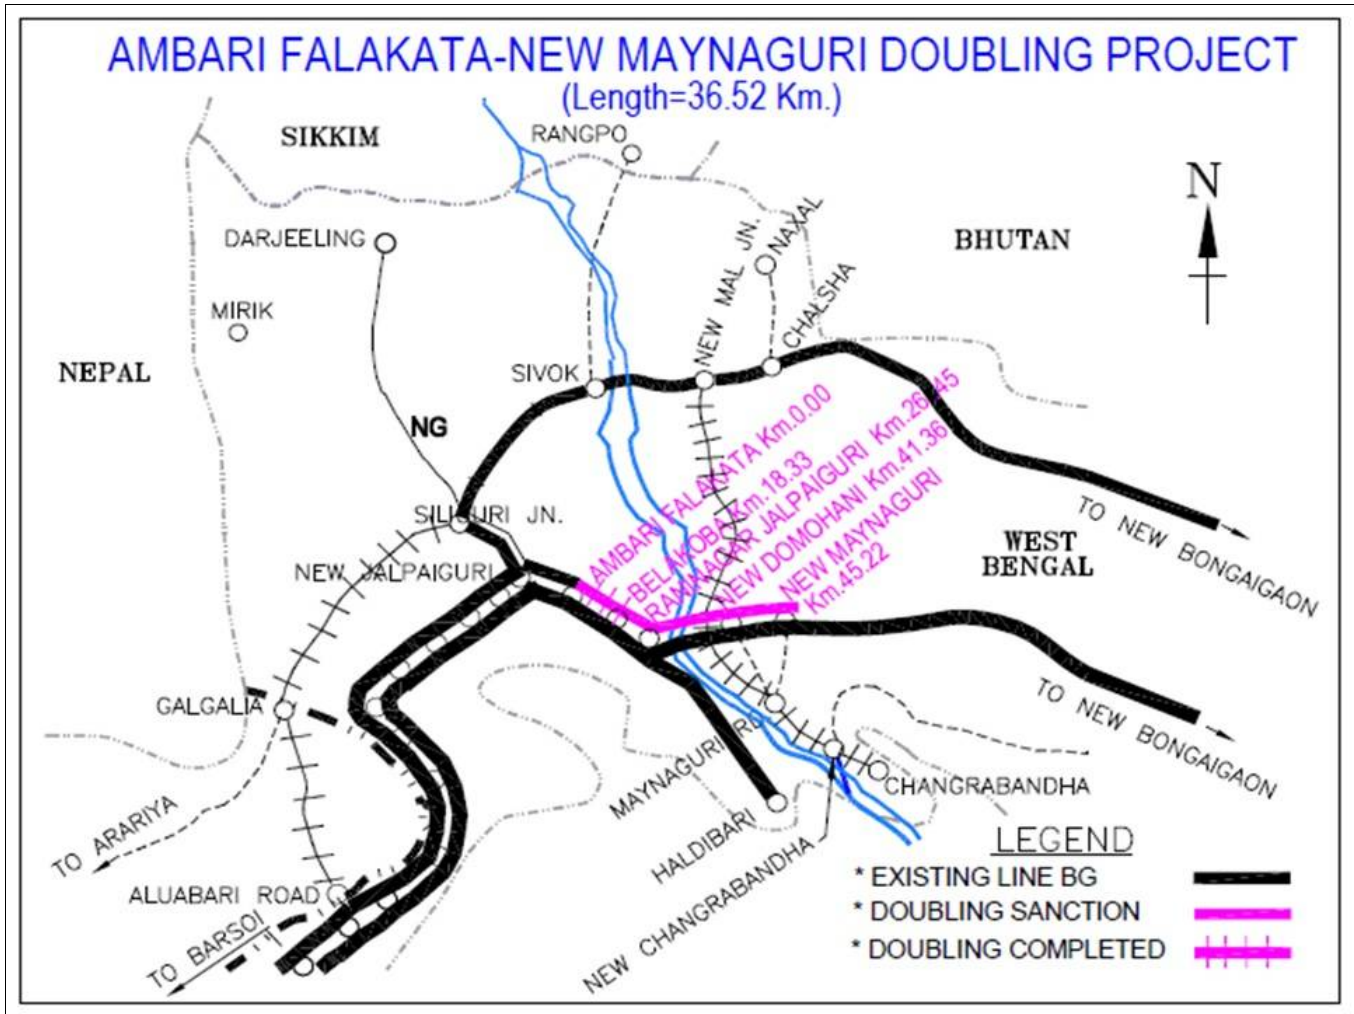 AMBARI FALAKATA-NEW MAYNAGURI DOUBLING PROJECT
(Length=36.52 Km.)
SIKKIM
RANGPO
N
DARJEELING
NEW MAL JN.
NAXAL
BHUTAN
MIRIK
CHALSHA
NEPAL
SIVOK
NG
AMBARI FALAKATA Km.0.00
BELAKOBA Km.18.33
RANINAGAR JALPAIGURI Km.26.45
NEW DOMOHANI Km.41.36
NEW MAYNAGURI
Km.45.22
SILIGURI JN.
TO NEW BONGAIGAON
WEST
BENGAL
NEW JALPAIGURI
TO NEW BONGAIGAON
GALGALIA
MAYNAGURI RD
CHANGRABANDHA
TO ARARIYA
HALDIBARI
NEW CHANGRABANDHA
ALUABARI ROAD
TO BARSOI
LEGEND
* EXISTING LINE BG
* DOUBLING SANCTION
* DOUBLING COMPLETED